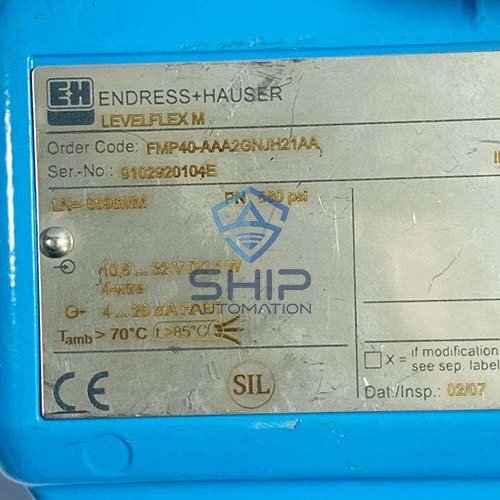 EH ENDRESS+HAUSER
LEVELFLEX M
Order Code: FMP40-AAA2GNJH21AA
Ser.-No.: 9102920104E
LN= PN psi
SHIP
AUTOMATION
10,5 ... 32 V DC 1 W
4-wire
4 ... 20 mA HART
Tamb > 70°C t >85°C
X = if modification
see sep. label
CE
SIL
Dat./Insp.: 02/07